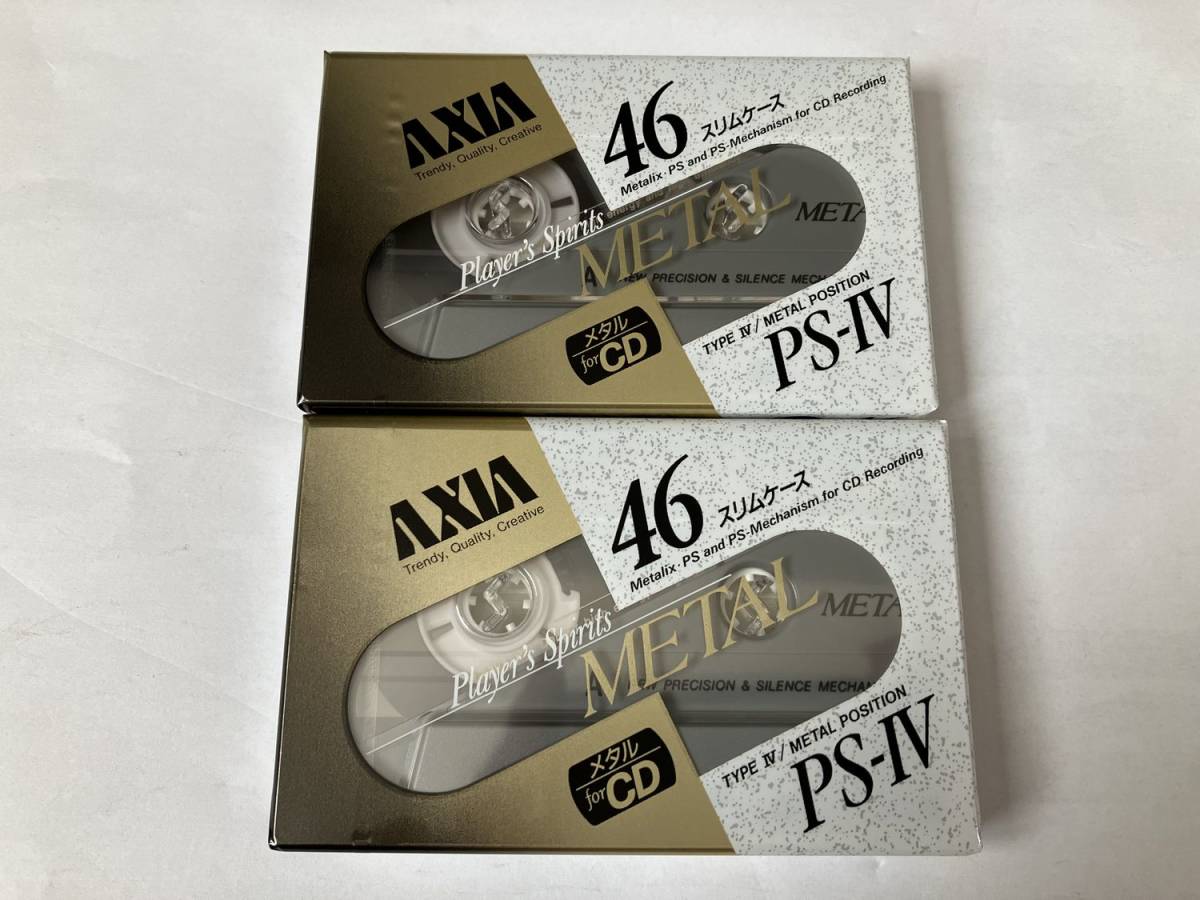 AXIA
Trendy, Quality, Creative
46 スリムケース
Metalix・PS and PS-Mechanism for CD Recording
Player's Spirits
METAL
META
NEW PRECISION & SILENCE MECHAN
メタル
for CD
TYPE Ⅳ/METAL POSITION
PS-Ⅳ
AXIA
Trendy, Quality, Creative
46 スリムケース
Metalix・PS and PS-Mechanism for CD Recording
Player's Spirits
METAL
META
PRECISION & SILENCE MECHAN
メタル
for CD
TYPE Ⅳ/METAL POSITION
PS-Ⅳ